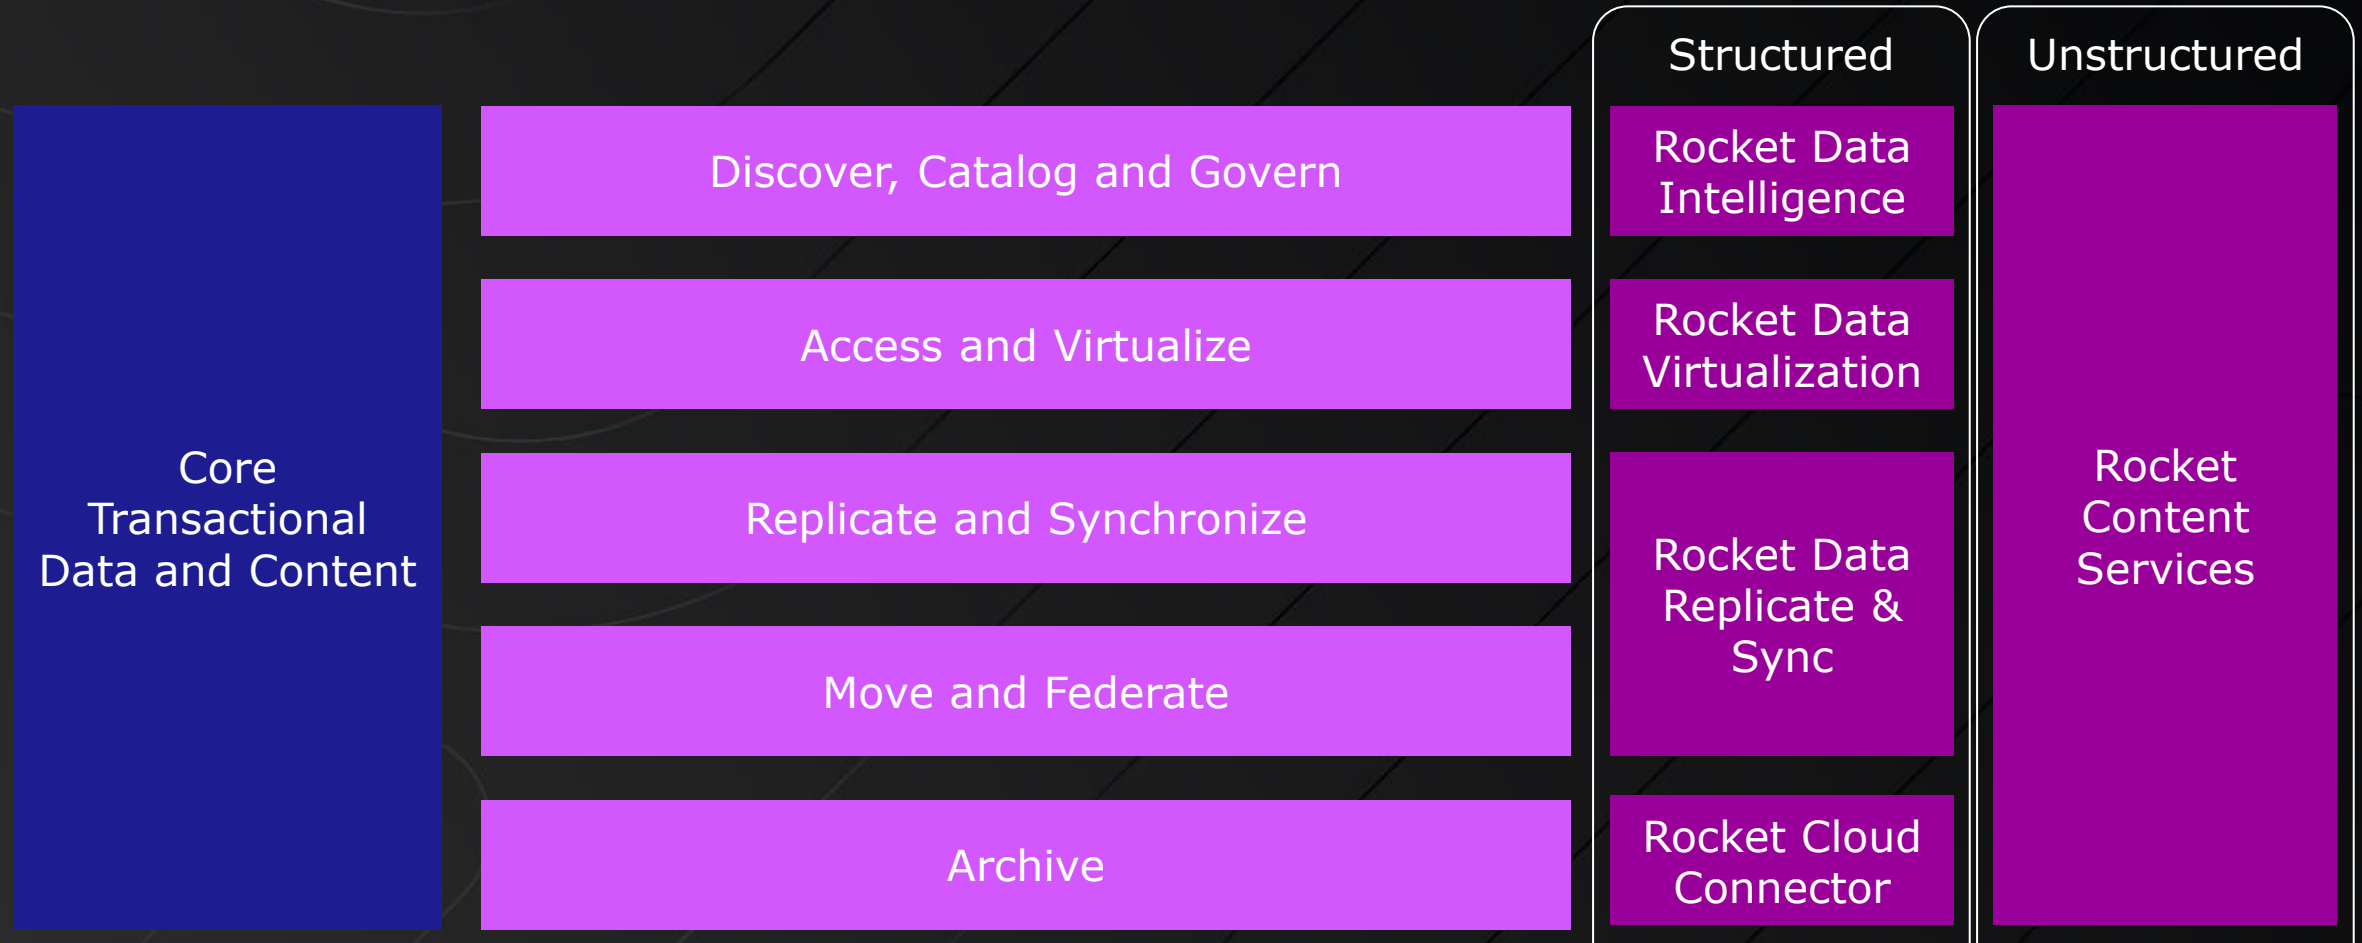 Structured
Unstructured
Core
Transactional
Data and Content
Discover, Catalog and Govern
Rocket Data
Intelligence
Access and Virtualize
Rocket Data
Virtualization
Replicate and Synchronize
Move and Federate
Rocket Data
Replicate &
Sync
Archive
Rocket Cloud
Connector
Rocket
Content
Services